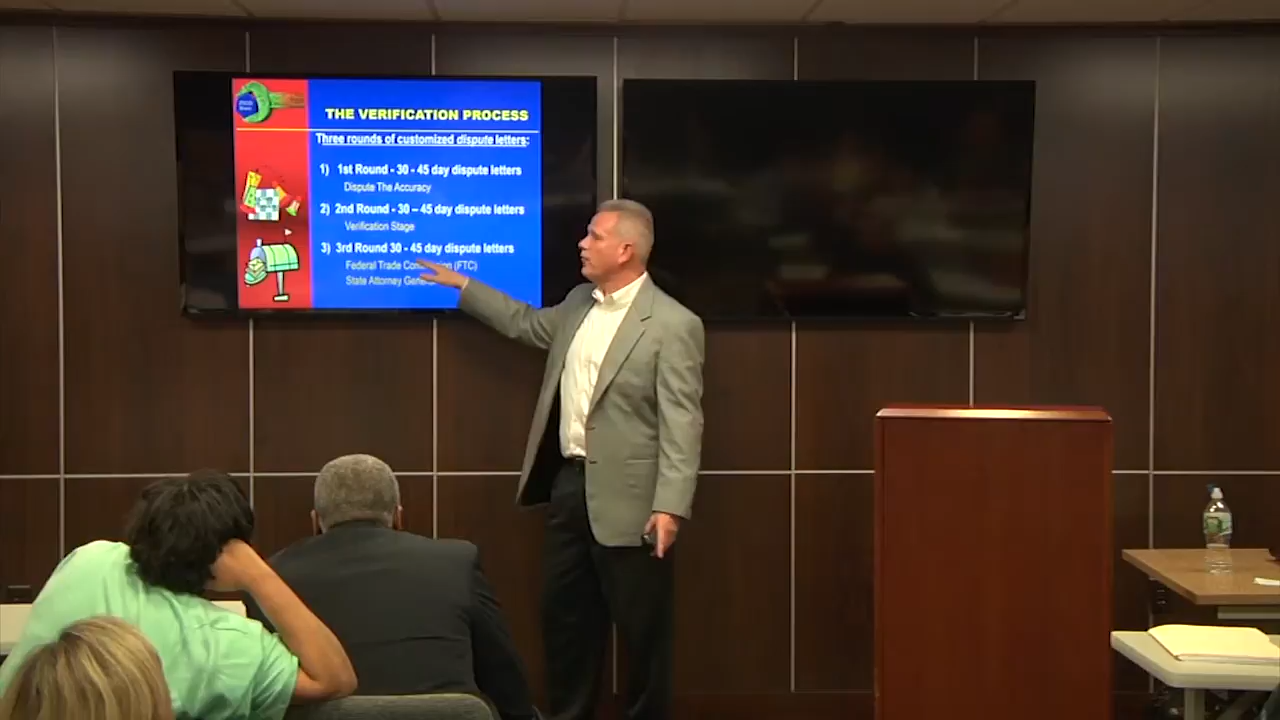 THE VERIFICATION PROCESS
Three rounds of customized dispute letters:
1) 1st Round - 30 - 45 day dispute letters
Dispute The Accuracy
2) 2nd Round - 30 – 45 day dispute letters
Verification Stage
3) 3rd Round 30 - 45 day dispute letters
Federal Trade (FTC)
State Attorney